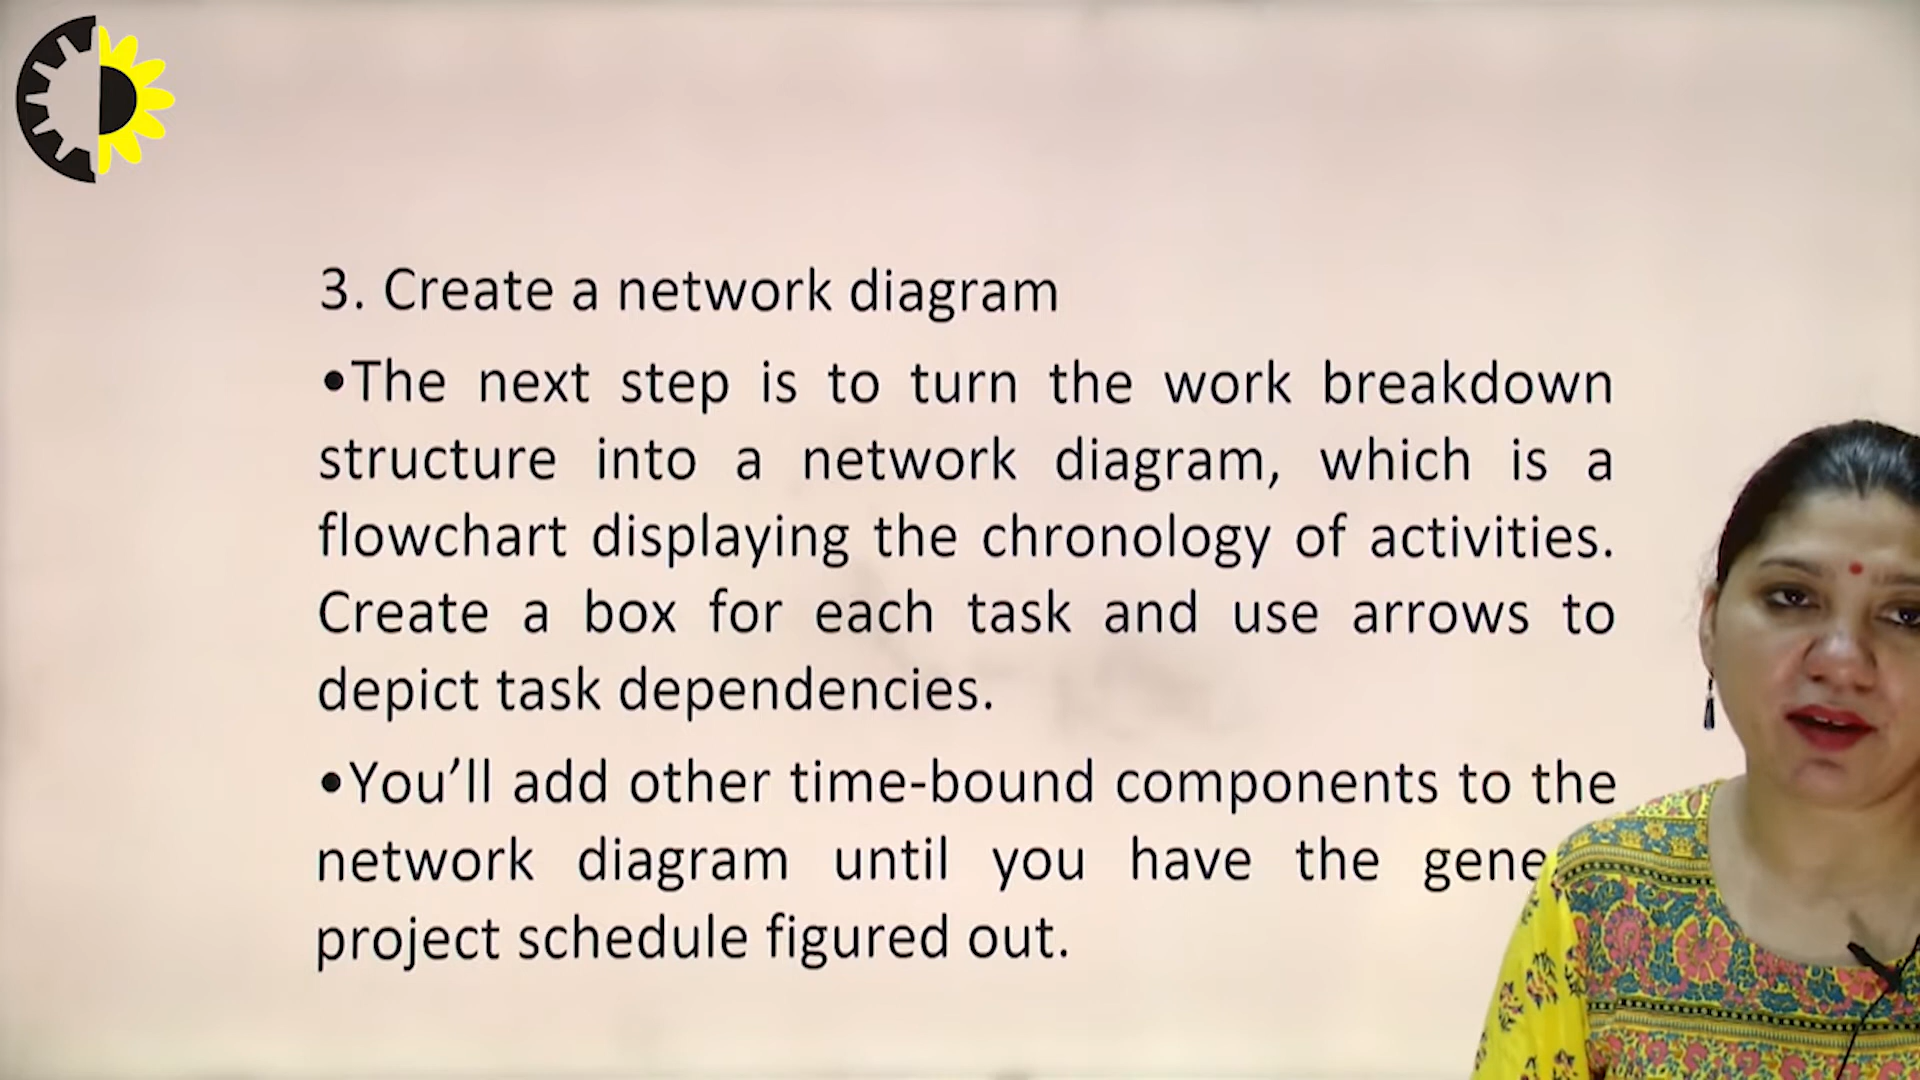 3. Create a network diagram
•The next step is to turn the work breakdown
structure into a network diagram, which is a
flowchart displaying the chronology of activities.
Create a box for each task and use arrows to
depict task dependencies.
•You’ll add other time-bound components to the
network diagram until you have the
project schedule figured out.